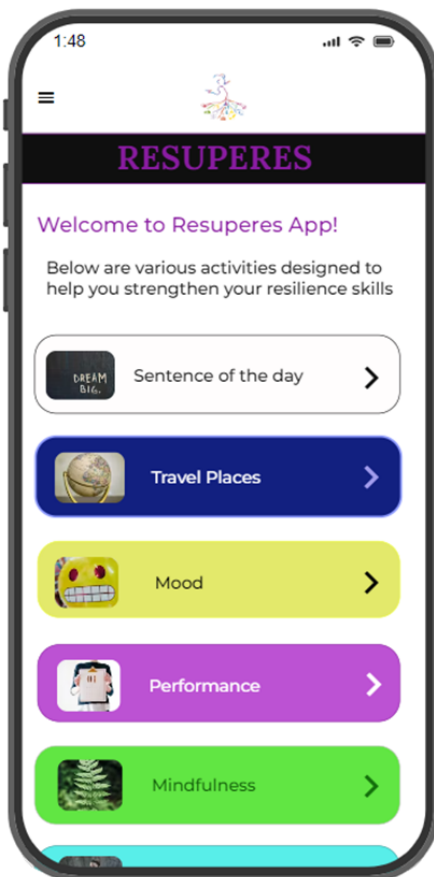 1:48
RESUPERES
Welcome to Resuperes App!
Below are various activities designed to
help you strengthen your resilience skills
DREAM
BIG.
Sentence of the day
Travel Places
Mood
Performance
Mindfulness